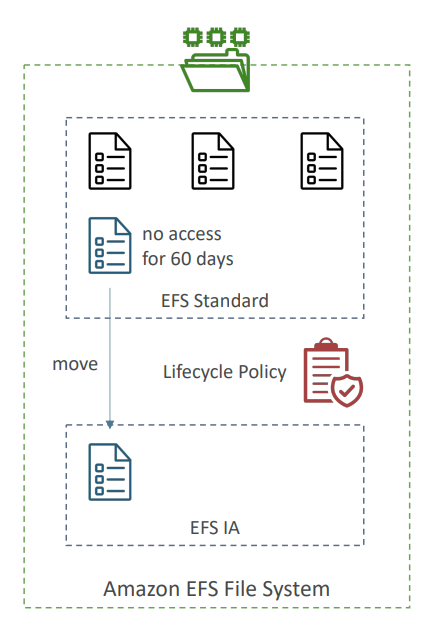 no access
for 60 days
EFS Standard
move
Lifecycle Policy
EFS IA
Amazon EFS File System